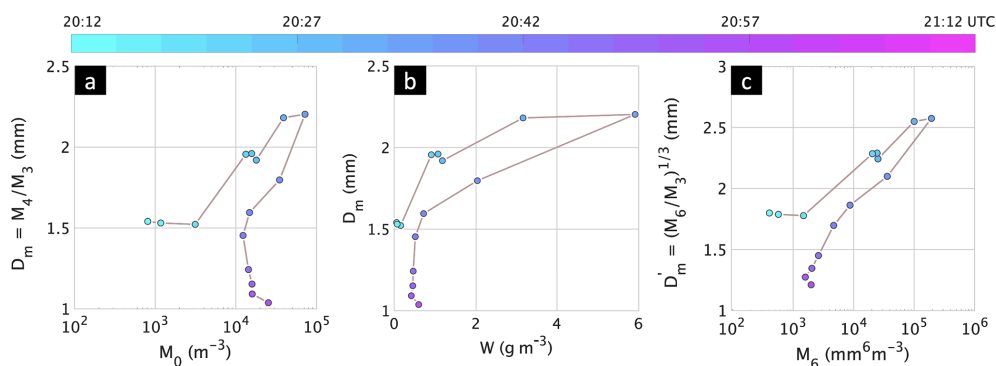 20:12 20:27 20:42 20:57 21:12 UTC
a
2.5
2
1.5
1
D_m = M_4/M_3 (mm)
10^2 10^3 10^4 10^5
M_0 (m^-3)
b
2.5
2
1.5
1
D_m (mm)
0 2 4 6
W (g m^-3)
c
3
2.5
2
1.5
1
D_m' = (M_6/M_3)^1/3 (mm)
10^2 10^3 10^4 10^5 10^6
M_6 (mm^6m^-3)